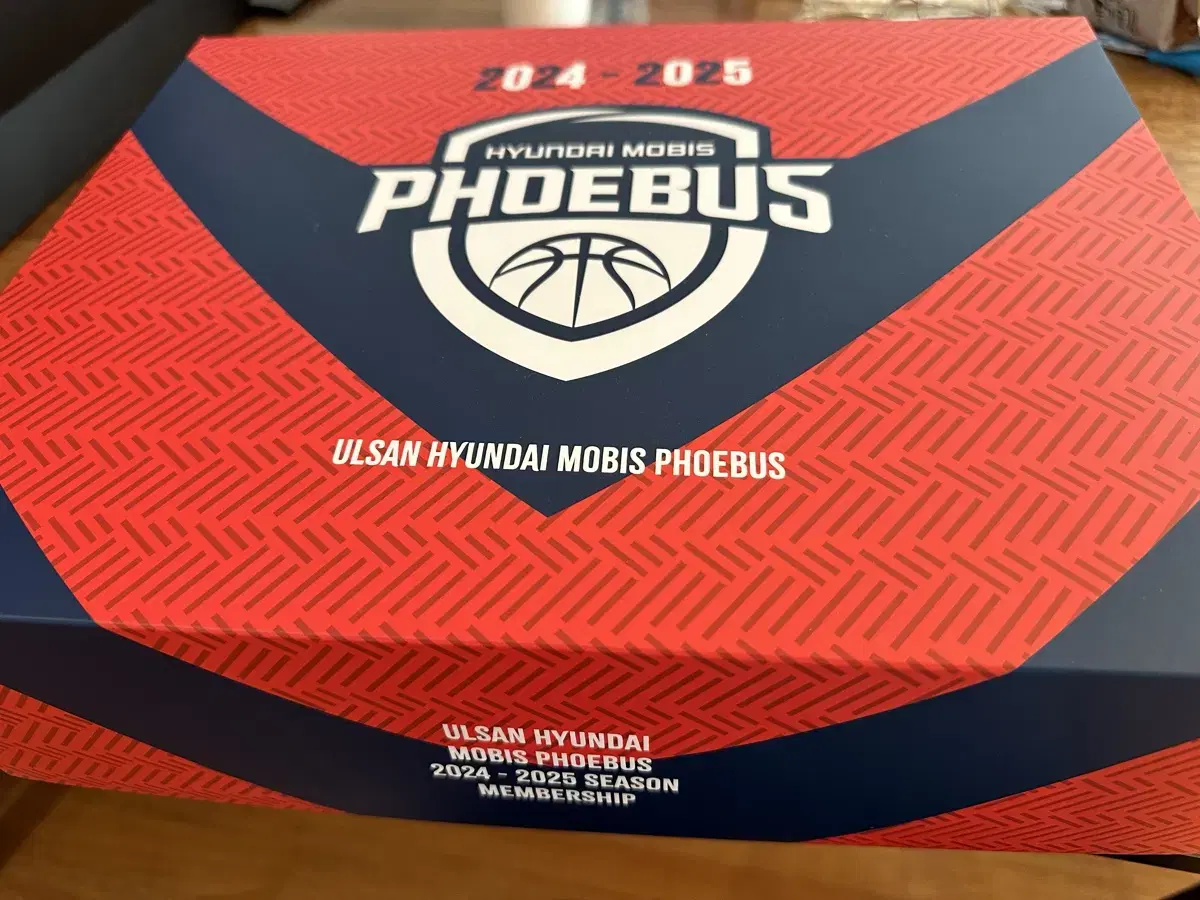 2024 - 2025
HYUNDAI MOBIS
PHOEBUS
ULSAN HYUNDAI MOBIS PHOEBUS
ULSAN HYUNDAI
MOBIS PHOEBUS
2024 - 2025 SEASON
MEMBERSHIP